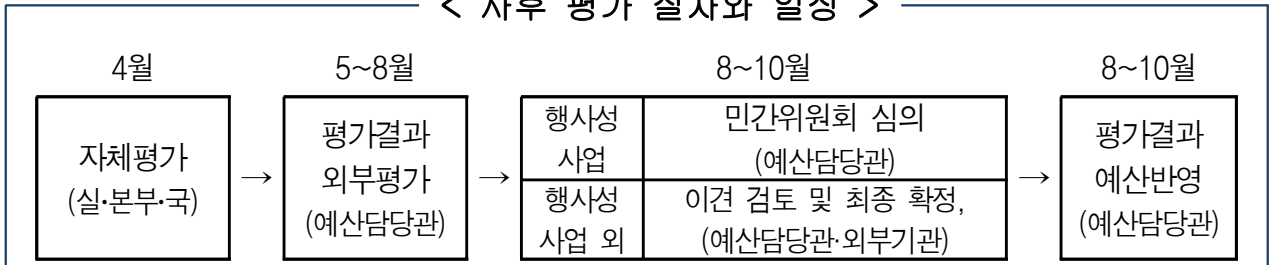 < 사후 평가 절차와 일정 >
4월
5~8월
8~10월
8~10월
자체평가
(실·본부·국)
→
평가결과
외부평가
(예산담당관)
→
행사성
사업
민간위원회 심의
(예산담당관)
행사성
사업 외
이견 검토 및 최종 확정,
(예산담당관·외부기관)
→
평가결과
예산반영
(예산담당관)